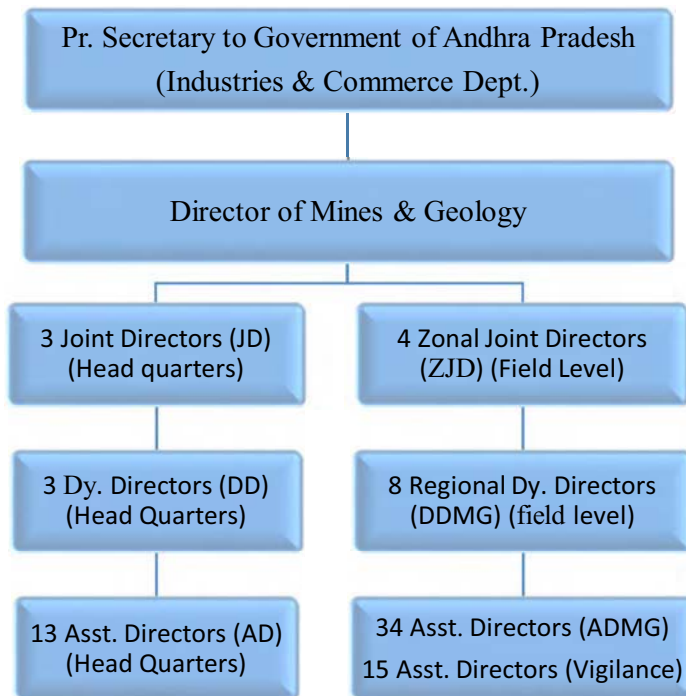 Pr. Secretary to Government of Andhra Pradesh
(Industries & Commerce Dept.)
Director of Mines & Geology
3 Joint Directors (JD)
(Head quarters)
4 Zonal Joint Directors
(ZJD) (Field Level)
3 Dy. Directors (DD)
(Head Quarters)
8 Regional Dy. Directors
(DDMG) (field level)
13 Asst. Directors (AD)
(Head Quarters)
34 Asst. Directors (ADMG)
15 Asst. Directors (Vigilance)